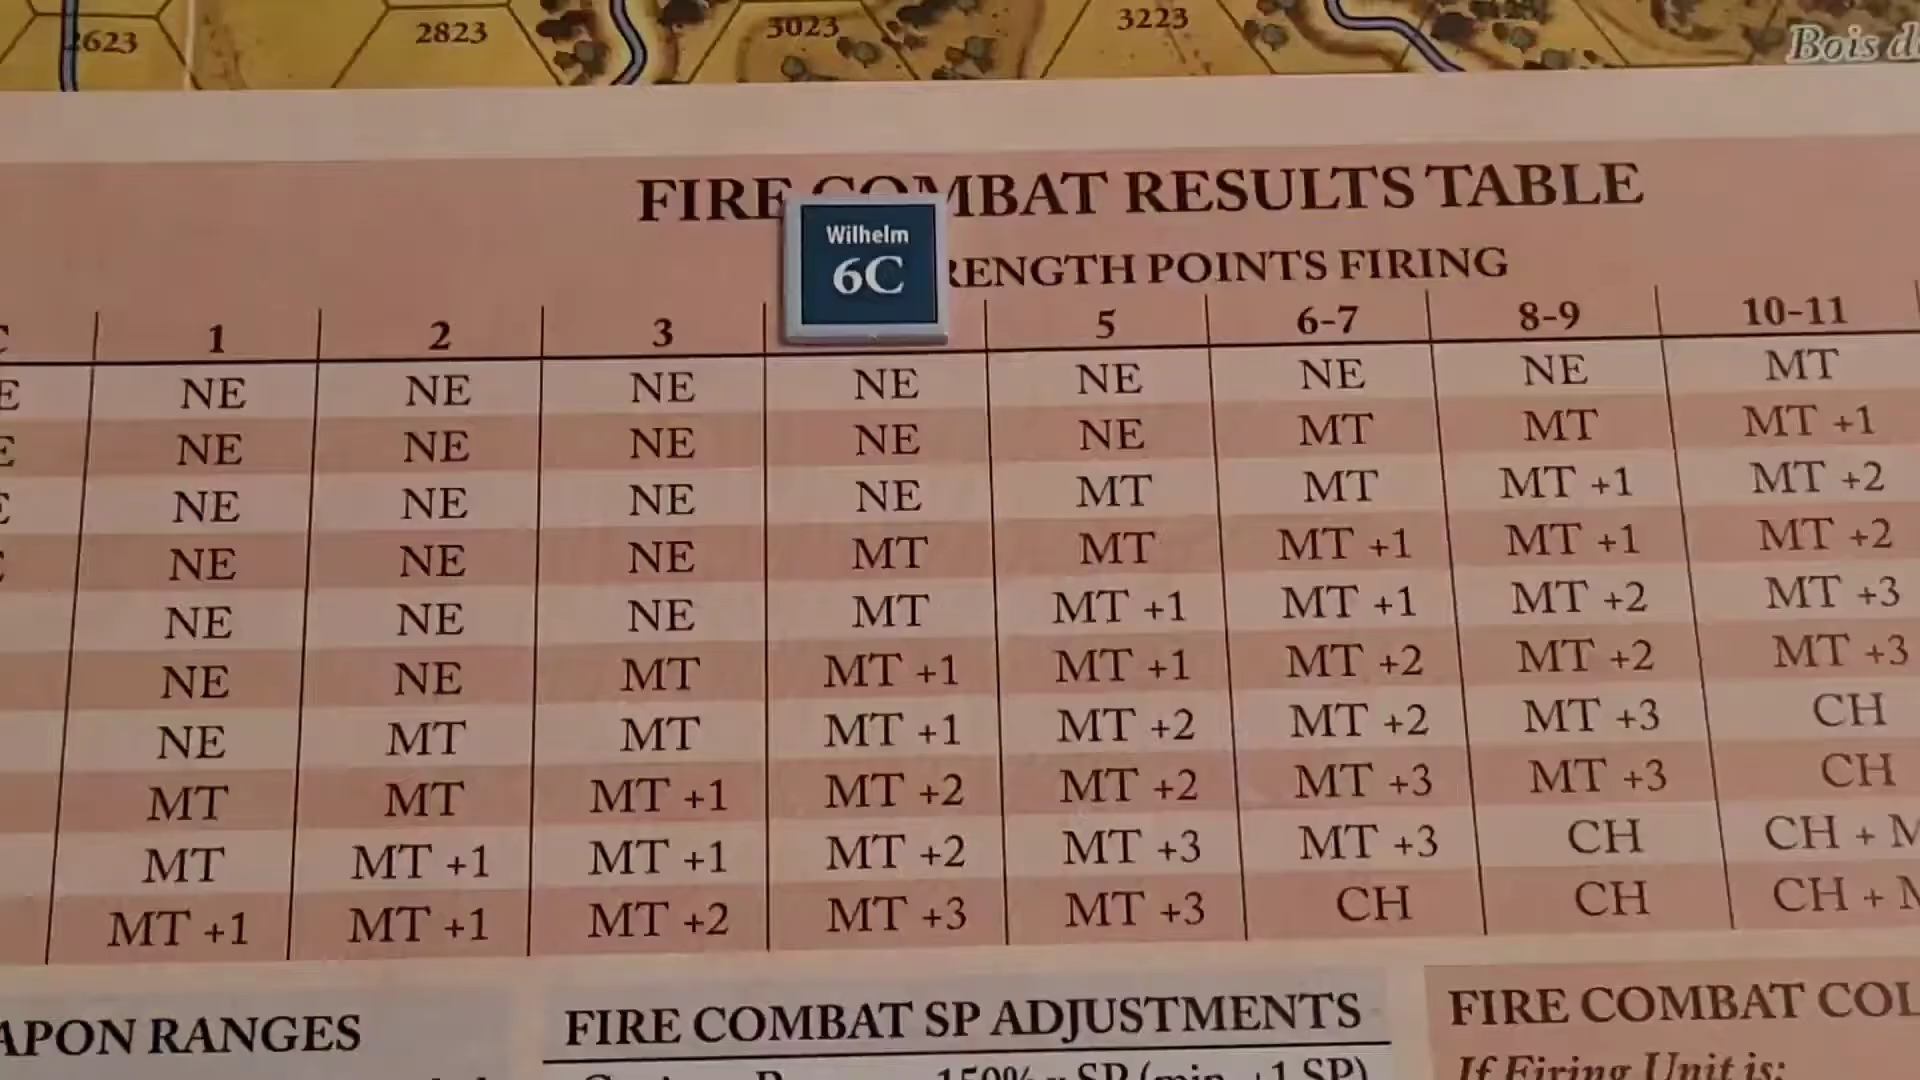 2623 2823 3023 3223
Bois d
FIRE COMBAT RESULTS TABLE
Wilhelm
6C
RENGTH POINTS FIRING
1 2 3 5 6-7 8-9 10-11
NE NE NE NE NE NE NE MT
NE NE NE NE NE MT MT MT +1
NE NE NE NE MT MT MT +1 MT +2
NE NE NE MT MT MT +1 MT +1 MT +2
NE NE NE MT MT +1 MT +1 MT +2 MT +3
NE NE MT MT +1 MT +1 MT +2 MT +2 MT +3
NE MT MT MT +1 MT +2 MT +2 MT +3 CH
MT MT MT +1 MT +2 MT +2 MT +3 MT +3 CH
MT MT +1 MT +1 MT +2 MT +3 MT +3 CH CH + M
MT +1 MT +1 MT +2 MT +3 MT +3 CH CH CH + M
APON RANGES
FIRE COMBAT SP ADJUSTMENTS
150% x SP (min. +1 SP)
FIRE COMBAT COL
If Firing Unit is: